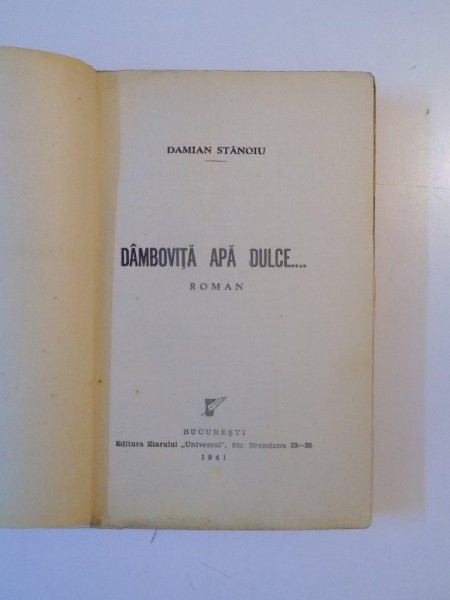 DAMIAN STĂNOIU
DÂMBOVIȚĂ APĂ DULCE....
ROMAN
BUCUREȘTI
Editura Ziarului „Universul”, Str. Brezoianu 23—25
1941